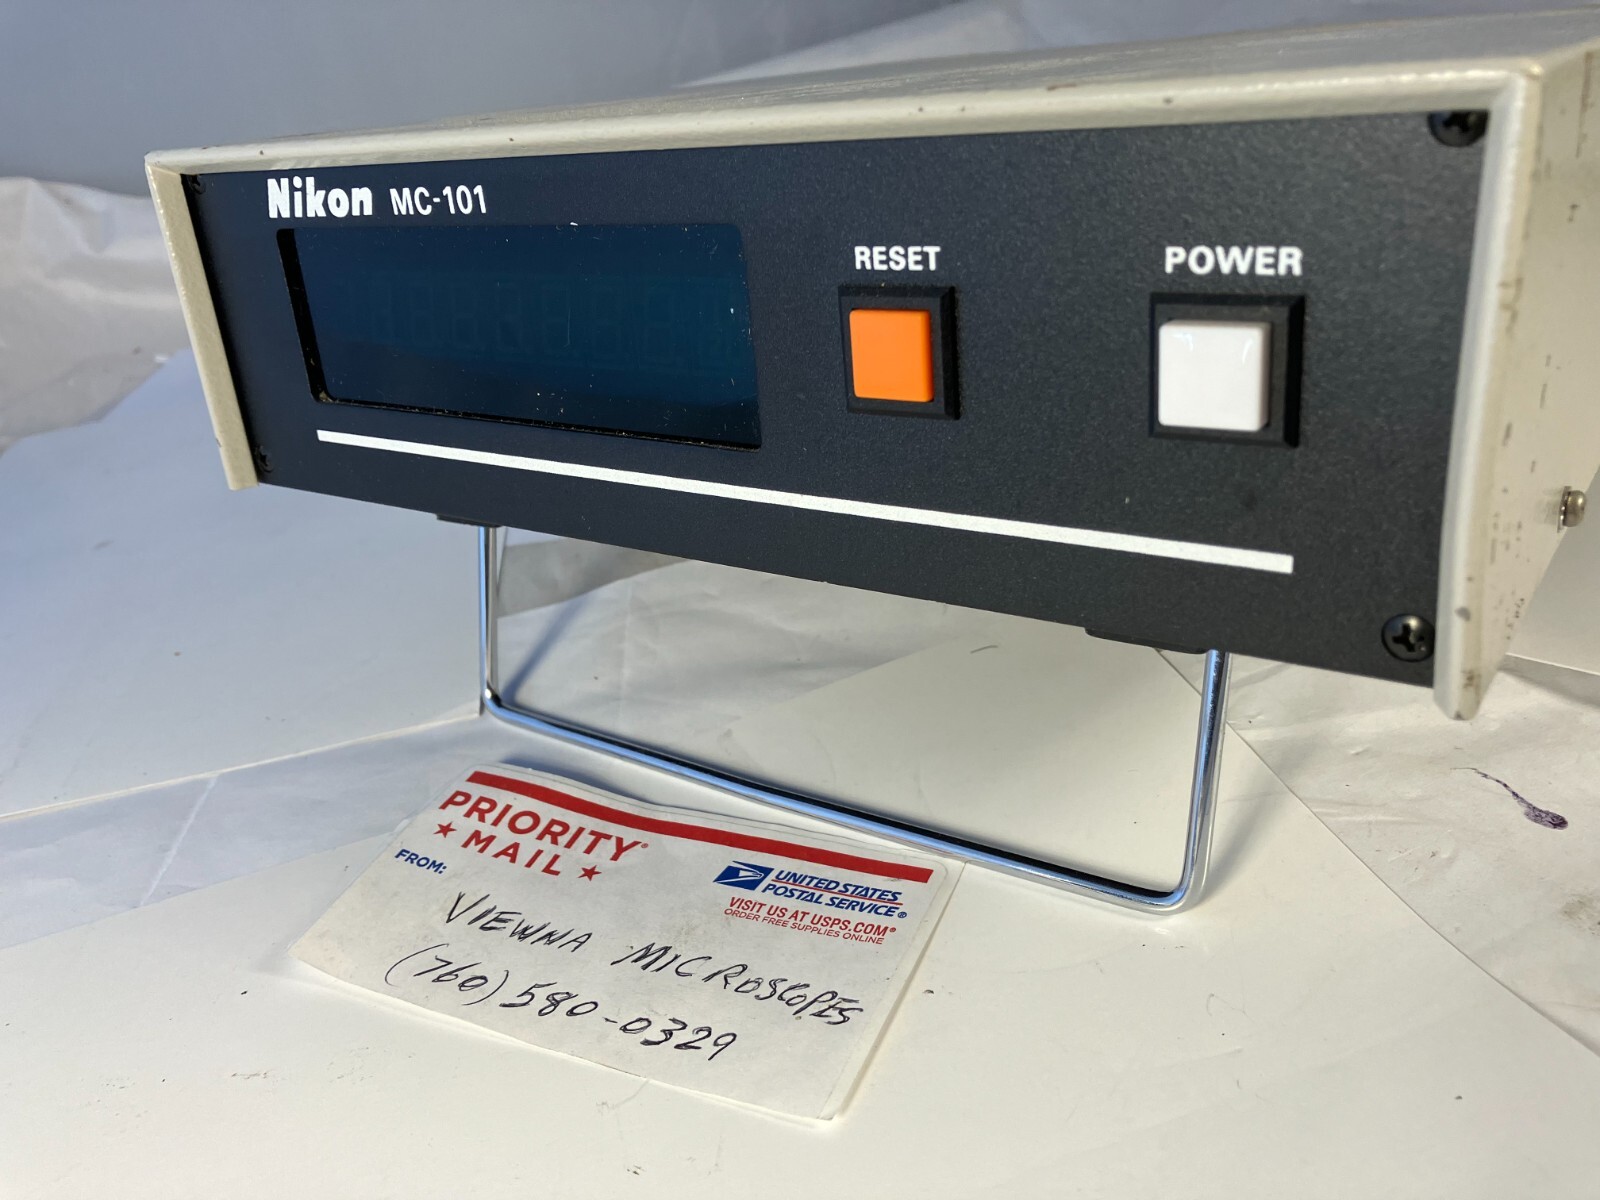 Nikon MC-101
RESET
POWER
PRIORITY®
★ MAIL ★
FROM:
UNITED STATES
POSTAL SERVICE®
VISIT US AT USPS.COM®
ORDER FREE SUPPLIES ONLINE
VIEWNA MICROSCOPES
(760) 580-0329